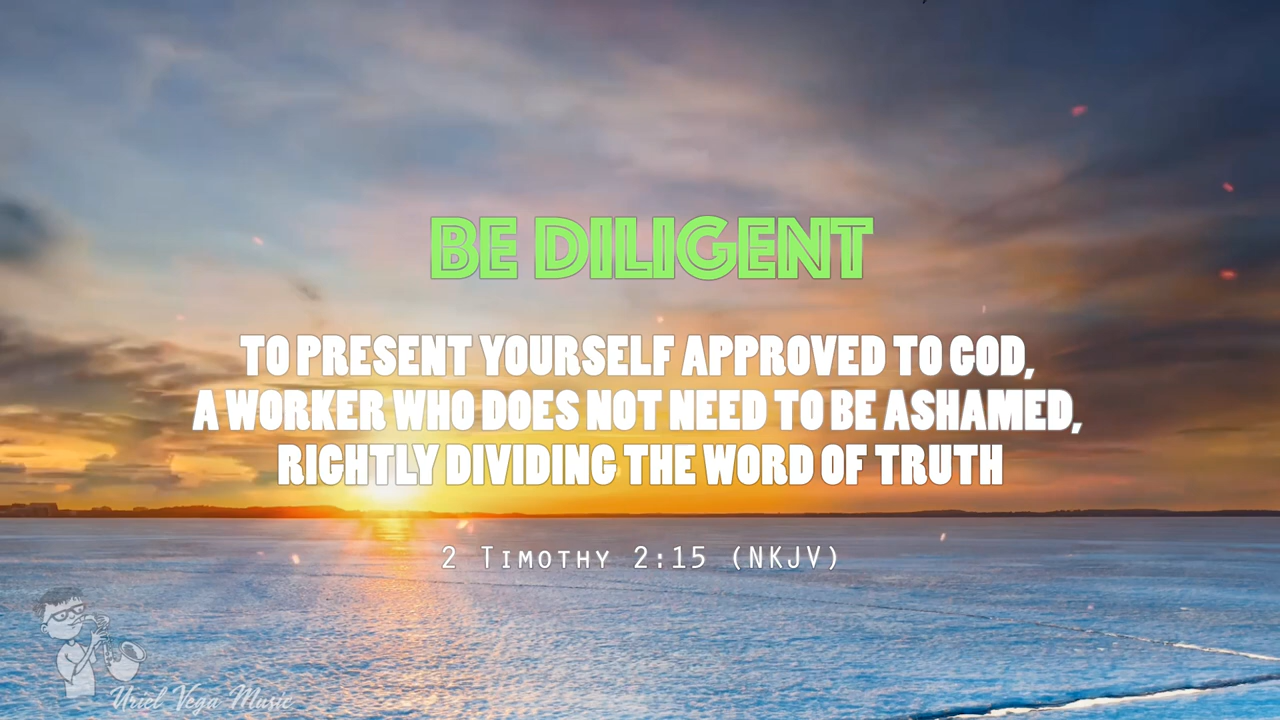 BE DILIGENT
TO PRESENT YOURSELF APPROVED TO GOD,
A WORKER WHO DOES NOT NEED TO BE ASHAMED,
RIGHTLY DIVIDING THE WORD OF TRUTH
2 Timothy 2:15 (NKJV)
Uriel Vega Music